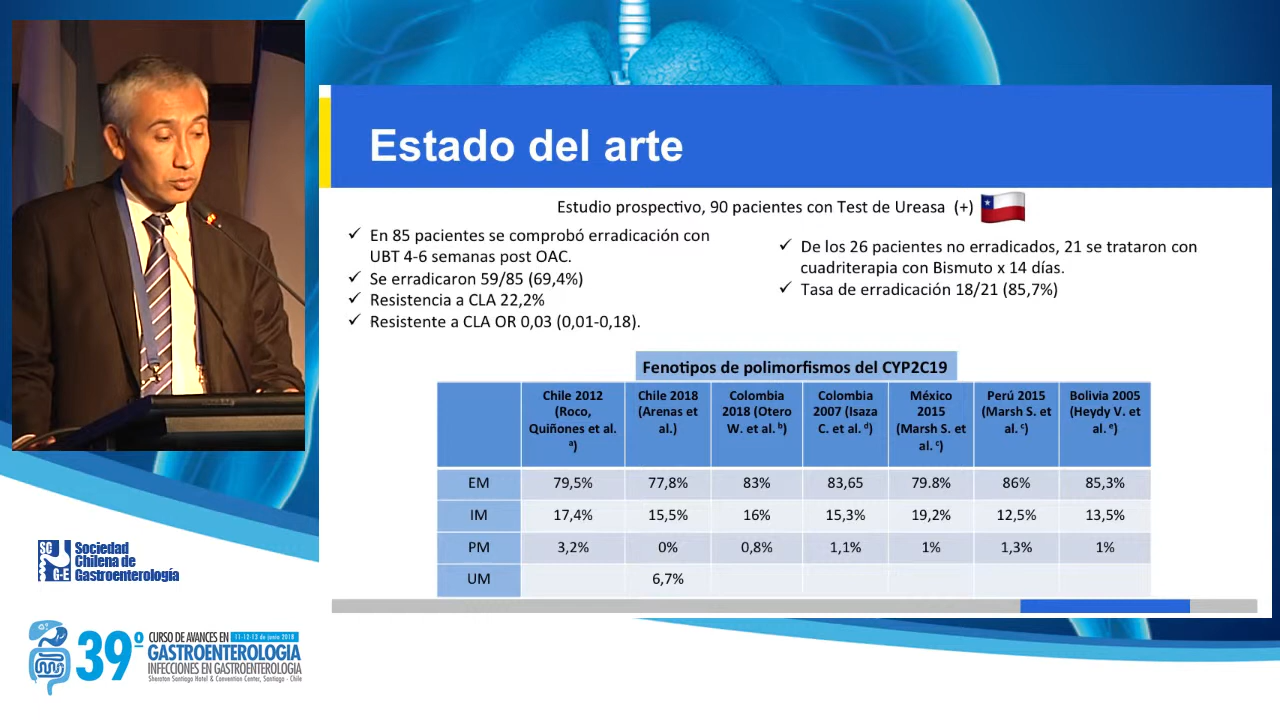 Estado del arte
Estudio prospectivo, 90 pacientes con Test de Ureasa (+)
✓ En 85 pacientes se comprobó erradicación con
UBT 4-6 semanas post OAC.
✓ Se erradicaron 59/85 (69,4%)
✓ Resistencia a CLA 22,2%
✓ Resistente a CLA OR 0,03 (0,01-0,18).
✓ De los 26 pacientes no erradicados, 21 se trataron con
cuadriterapia con Bismuto x 14 días.
✓ Tasa de erradicación 18/21 (85,7%)
Fenotipos de polimorfismos del CYP2C19
Chile 2012 (Roco, Quiñones et al. a) Chile 2018 (Arenas et al.) Colombia 2018 (Otero W. et al. b) Colombia 2007 (Isaza C. et al. d) México 2015 (Marsh S. et al. c) Perú 2015 (Marsh S. et al. c) Bolivia 2005 (Heydy V. et al. e)
EM 79,5% 77,8% 83% 83,65 79.8% 86% 85,3%
IM 17,4% 15,5% 16% 15,3% 19,2% 12,5% 13,5%
PM 3,2% 0% 0,8% 1,1% 1% 1,3% 1%
UM 6,7%
SCGE
Sociedad
Chilena de
Gastroenterología
39º
CURSO DE AVANCES EN 11-12-13 de junio 2018
GASTROENTEROLOGIA
INFECCIONES EN GASTROENTEROLOGIA
Sheraton Santiago Hotel & Convention Center, Santiago - Chile